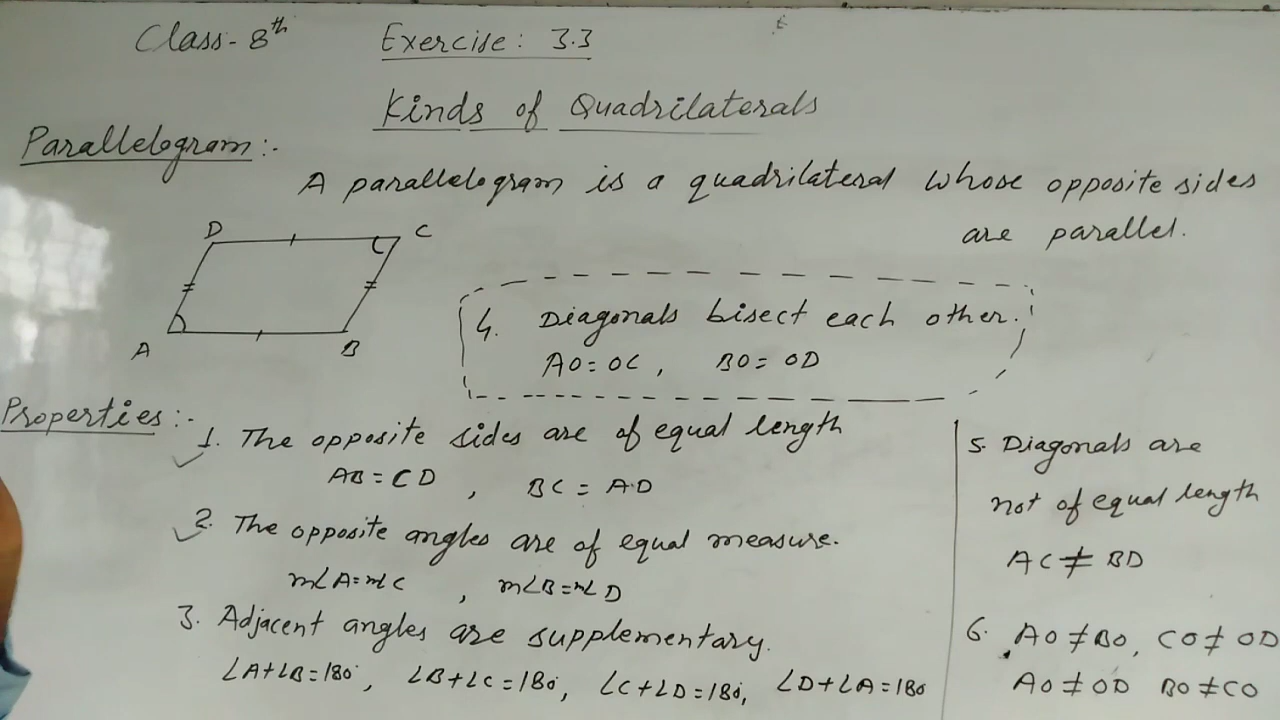 Class- 8th Exercise: 3.3
Kinds of Quadrilaterals
Parallelogram:-
A parallelogram is a quadrilateral whose opposite sides
are parallel.
D C
A B
4. Diagonals bisect each other.
AO = OC, BO = OD
Properties:-
1. The opposite sides are of equal length
AB = CD, BC = AD
2. The opposite angles are of equal measure.
m∠A = m∠C, m∠B = m∠D
3. Adjacent angles are supplementary.
∠A+∠B = 180°, ∠B+∠C = 180°, ∠C+∠D = 180°, ∠D+∠A = 180
5. Diagonals are
not of equal length
AC ≠ BD
6. AO ≠ BO, CO ≠ OD
AO ≠ OD BO ≠ CO